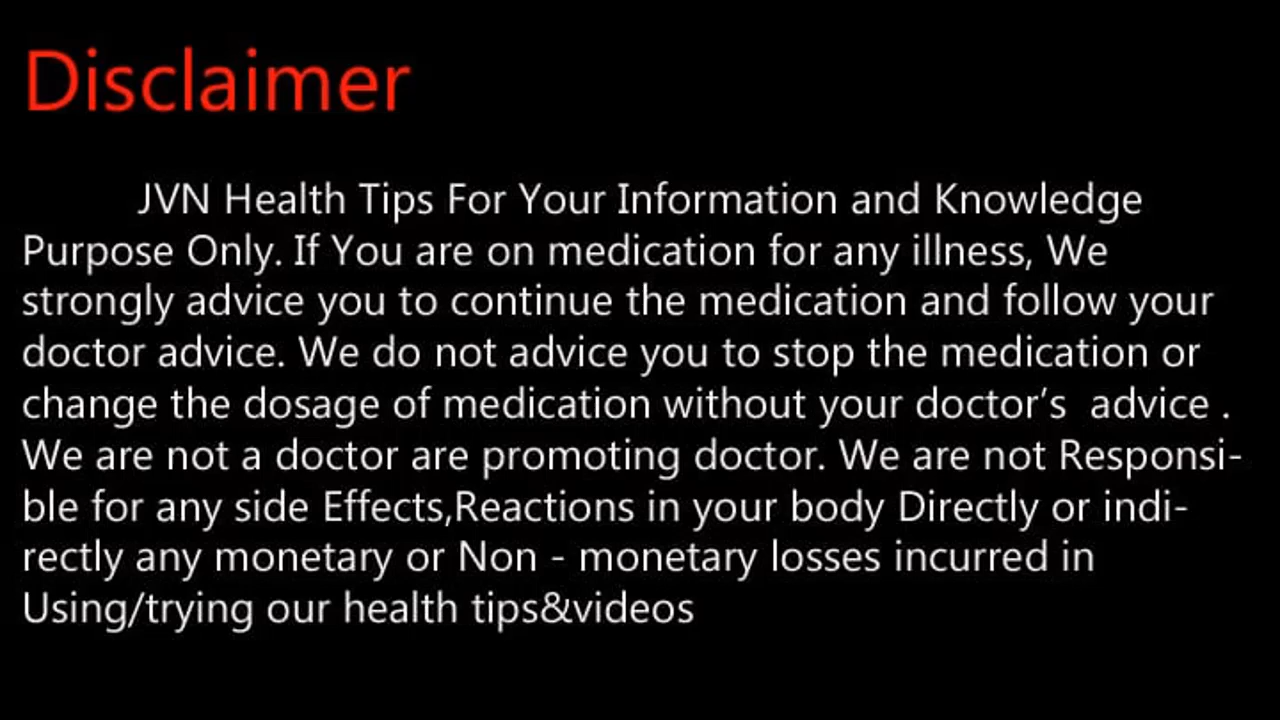 Disclaimer
JVN Health Tips For Your Information and Knowledge
Purpose Only. If You are on medication for any illness, We
strongly advice you to continue the medication and follow your
doctor advice. We do not advice you to stop the medication or
change the dosage of medication without your doctor’s  advice .
We are not a doctor are promoting doctor. We are not Responsi-
ble for any side Effects,Reactions in your body Directly or indi-
rectly any monetary or Non - monetary losses incurred in
Using/trying our health tips&videos